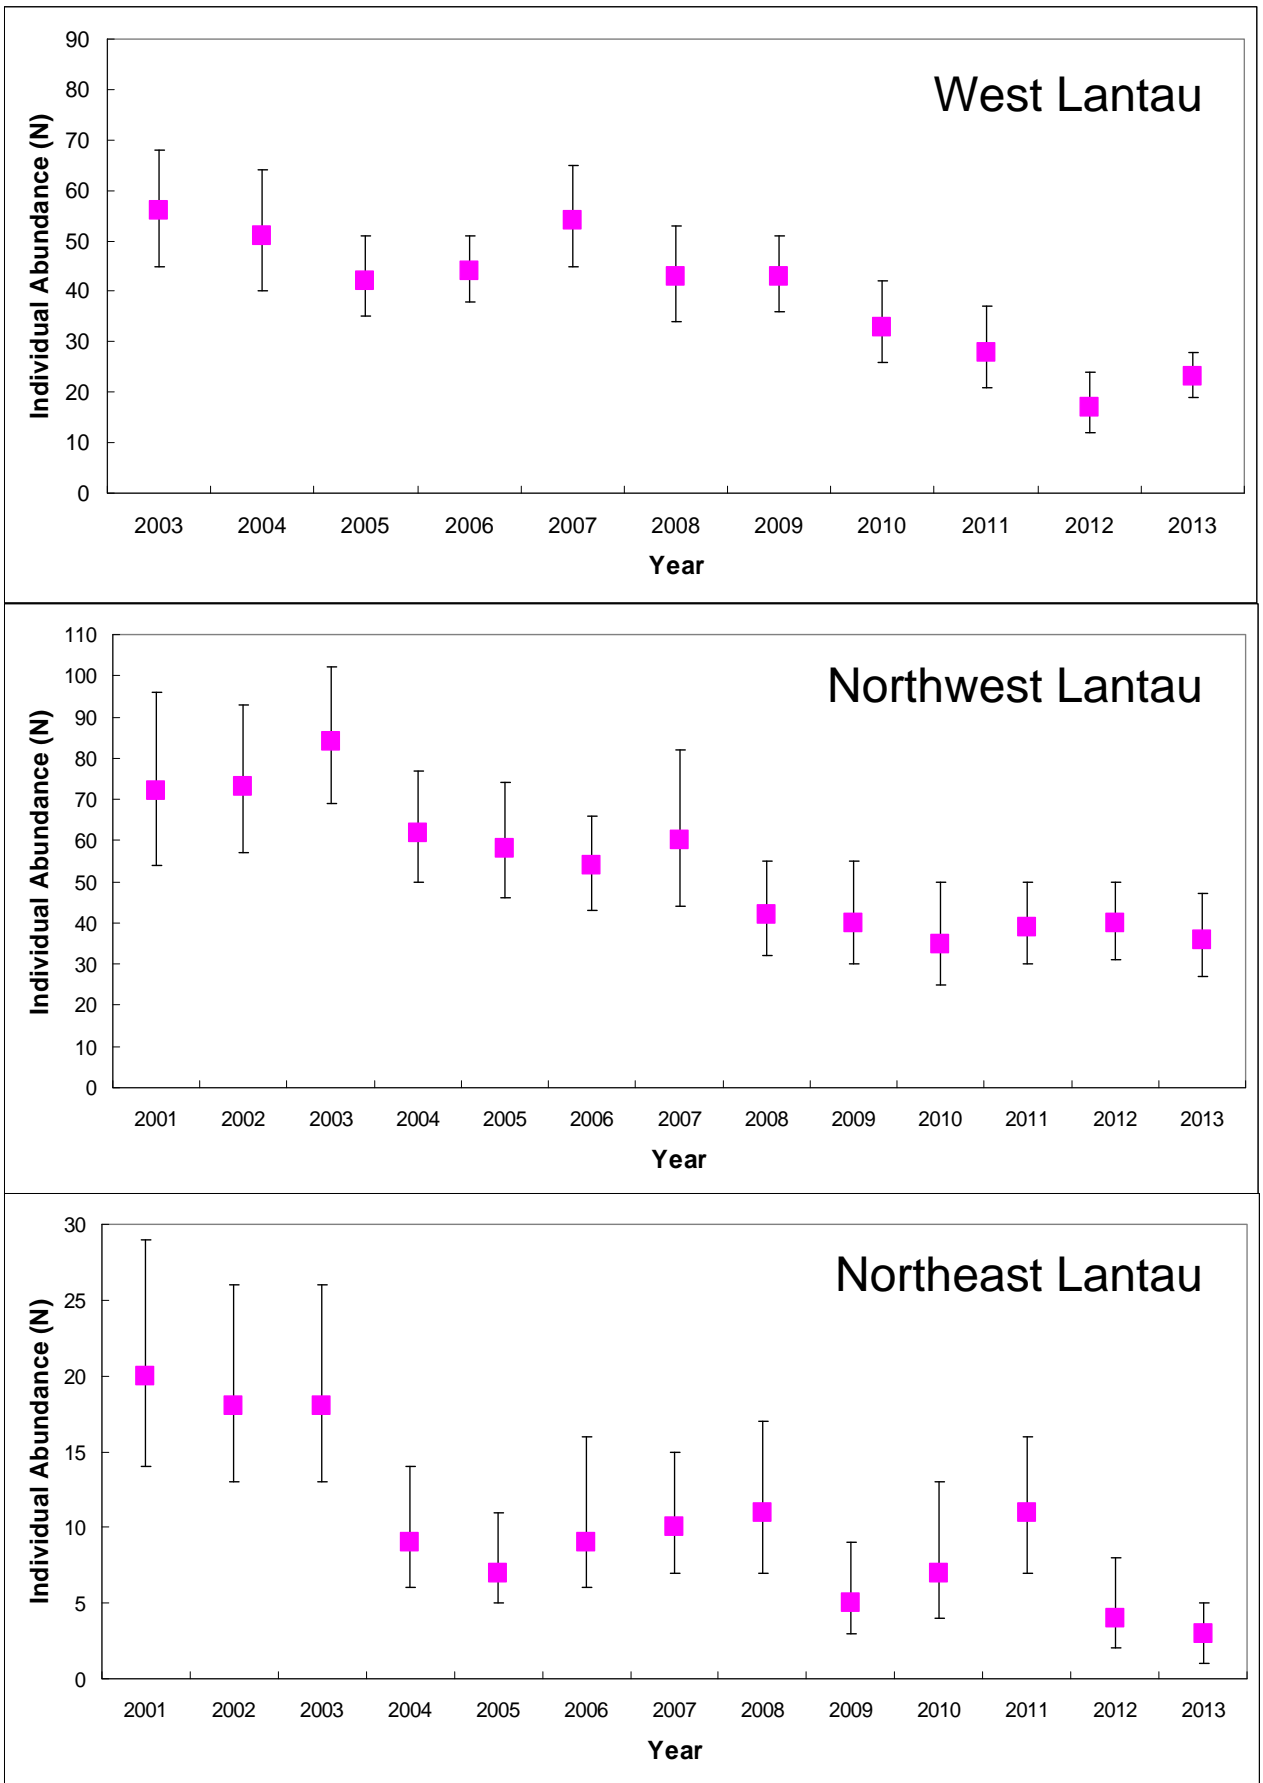 West Lantau
Individual Abundance (N)
90
80
70
60
50
40
30
20
10
0
2003 2004 2005 2006 2007 2008 2009 2010 2011 2012 2013
Year
Northwest Lantau
Individual Abundance (N)
110
100
90
80
70
60
50
40
30
20
10
0
2001 2002 2003 2004 2005 2006 2007 2008 2009 2010 2011 2012 2013
Year
Northeast Lantau
Individual Abundance (N)
30
25
20
15
10
5
0
2001 2002 2003 2004 2005 2006 2007 2008 2009 2010 2011 2012 2013
Year